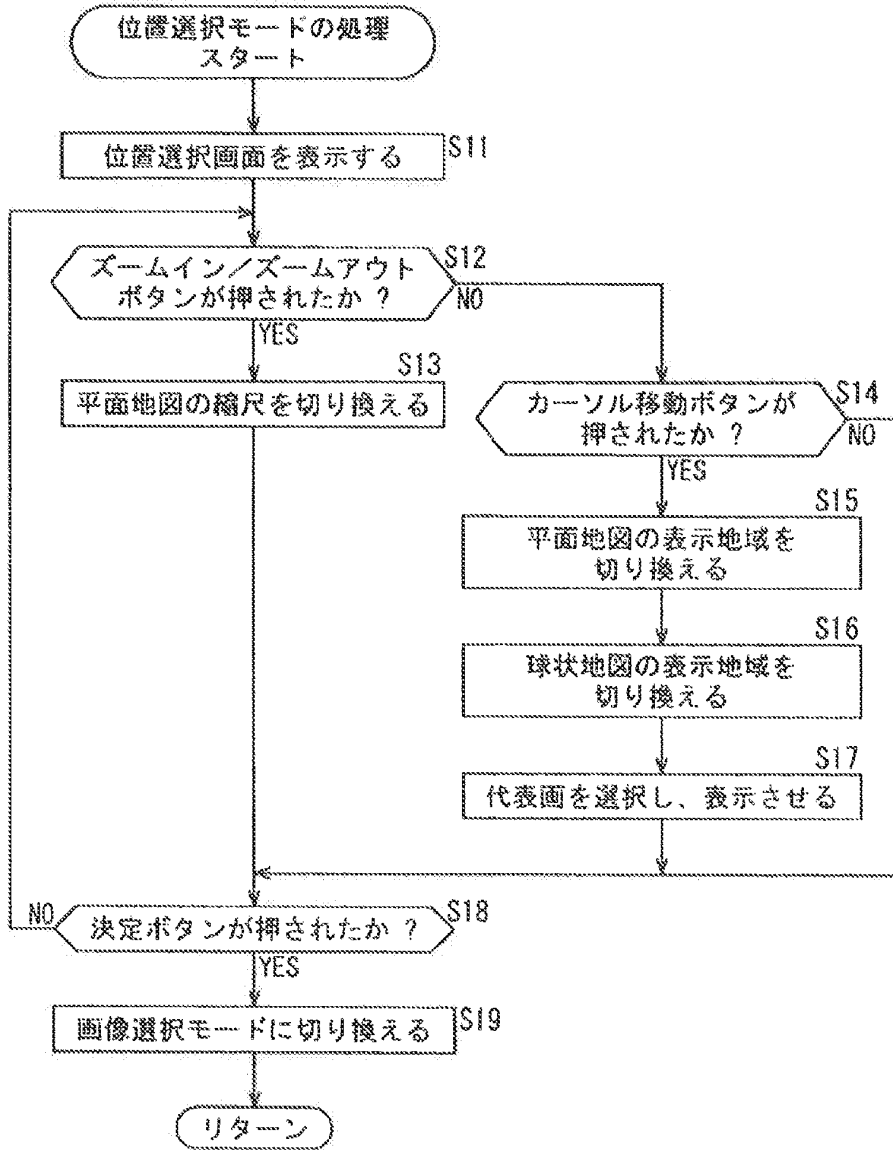 位置選択モードの処理
スタート
位置選択画面を表示する
S11
ズームイン／ズームアウト
ボタンが押されたか？
S12
NO
YES
S13
平面地図の縮尺を切り換える
カーソル移動ボタンが
押されたか？
S14
NO
YES
S15
平面地図の表示地域を
切り換える
S16
球状地図の表示地域を
切り換える
S17
代表画を選択し、表示させる
NO
決定ボタンが押されたか？
S18
YES
画像選択モードに切り換える
S19
リターン